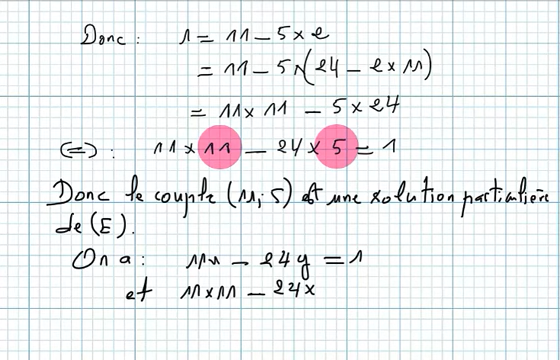 Donc : 1 = 11 - 5 × 2
= 11 - 5 × (24 - 2 × 11)
= 11 × 11 - 5 × 24
(=) : 11 × 11 - 24 × 5 = 1
Donc le couple (11; 5) est une solution particulière
de (E).
On a : 11x - 24y = 1
et 11×11 - 24×